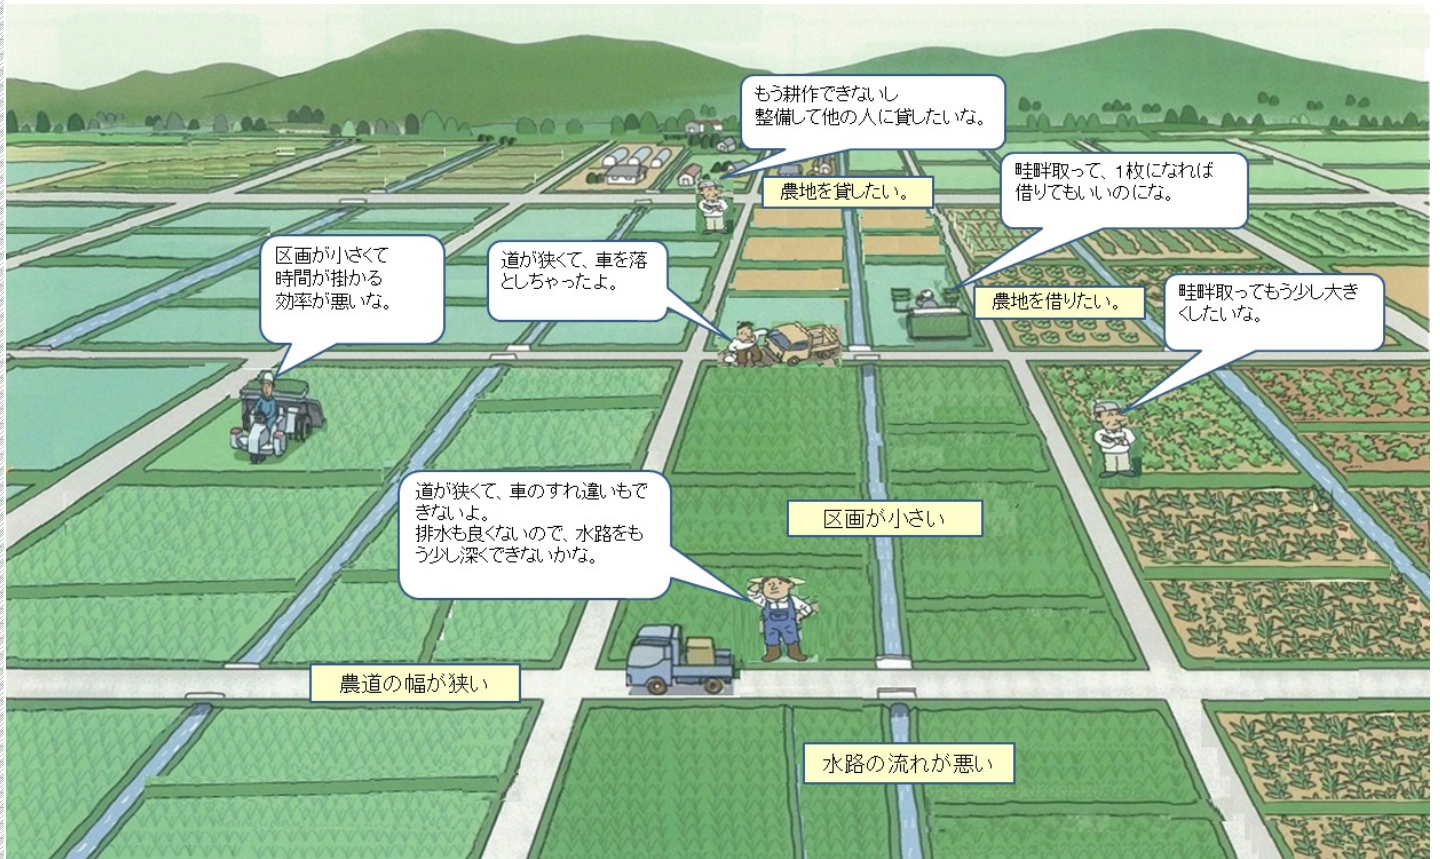 もう耕作できないし
整備して他の人に貸したいな。
農地を貸したい。
畦畔取って、1枚になれば
借りてもいいのにな。
区画が小さくて
時間が掛かる
効率が悪いな。
道が狭くて、車を落
としちゃったよ。
農地を借りたい。
畦畔取ってもう少し大き
くしたいな。
道が狭くて、車のすれ違いもで
きないよ。
排水も良くないので、水路をも
う少し深くできないかな。
区画が小さい
農道の幅が狭い
水路の流れが悪い